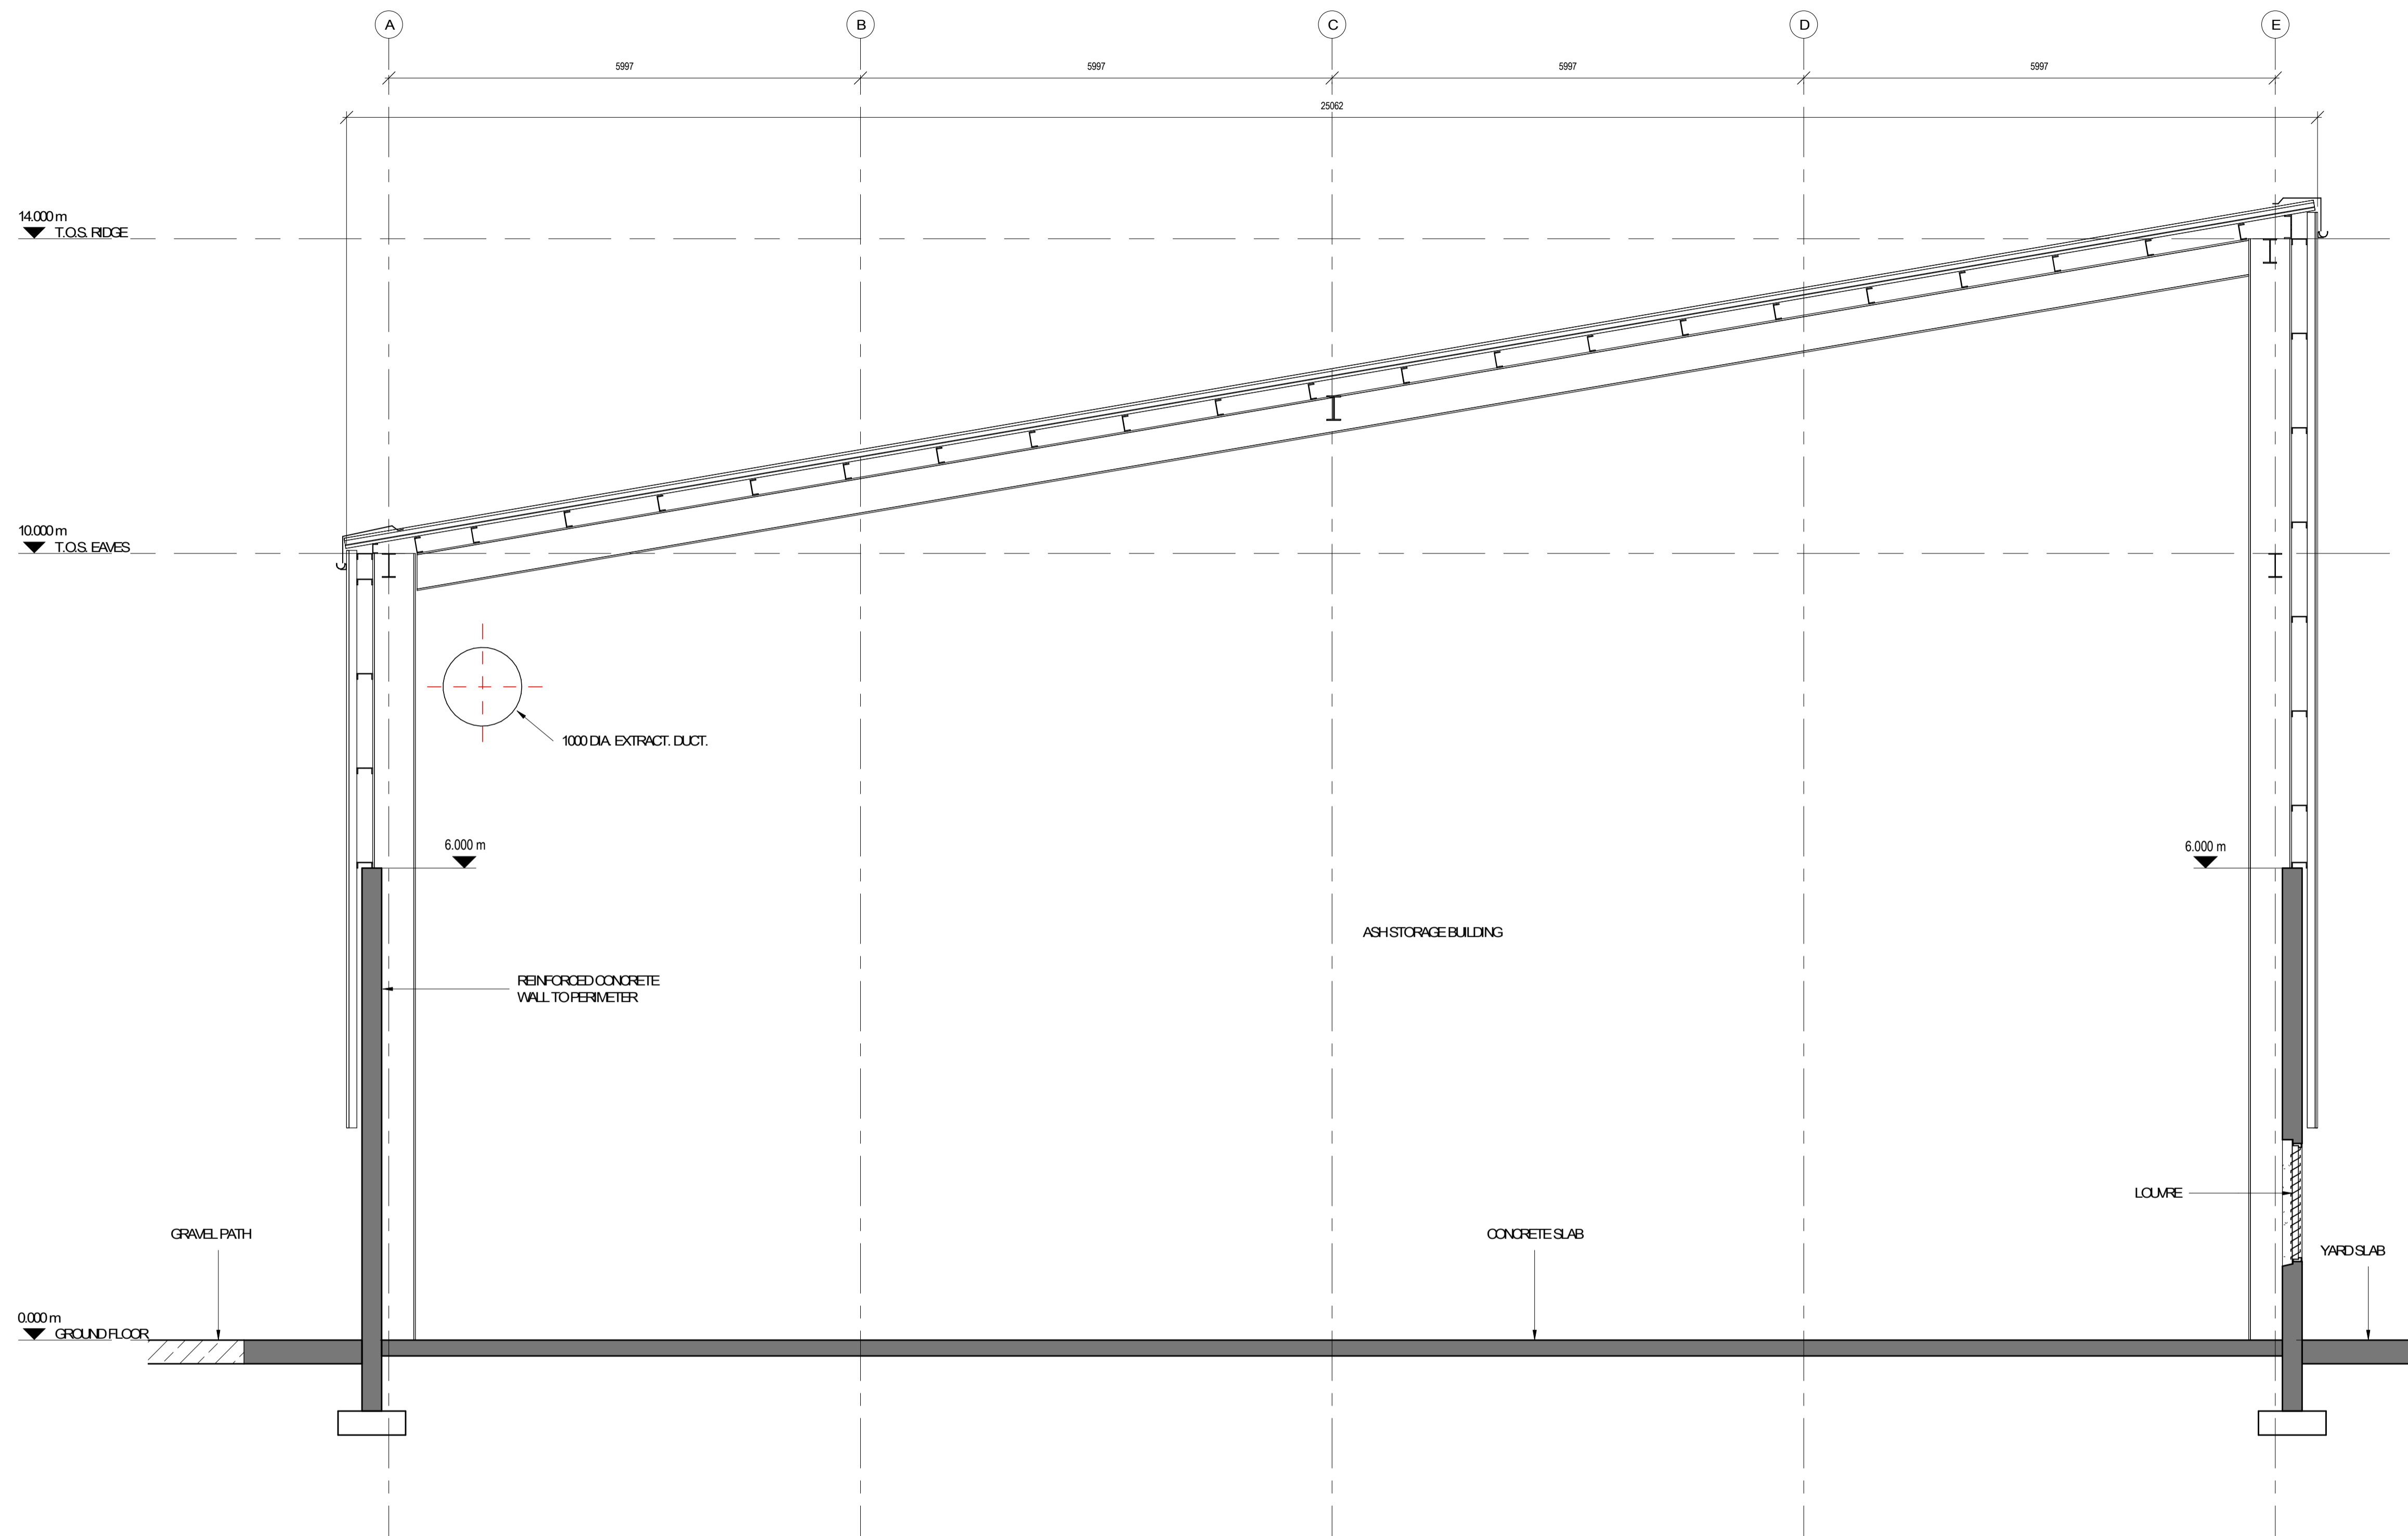 A
B
C
D
E
5997
5997
5997
5997
25062
14.000 m
T.O.S. RIDGE
10.000 m
T.O.S. EAVES
1000 DIA. EXTRACT. DUCT.
6.000 m
6.000 m
ASH STORAGE BUILDING
REINFORCED CONCRETE
WALL TO PERIMETER
LOUVRE
GRAVEL PATH
CONCRETE SLAB
YARD SLAB
0.000 m
GROUND FLOOR